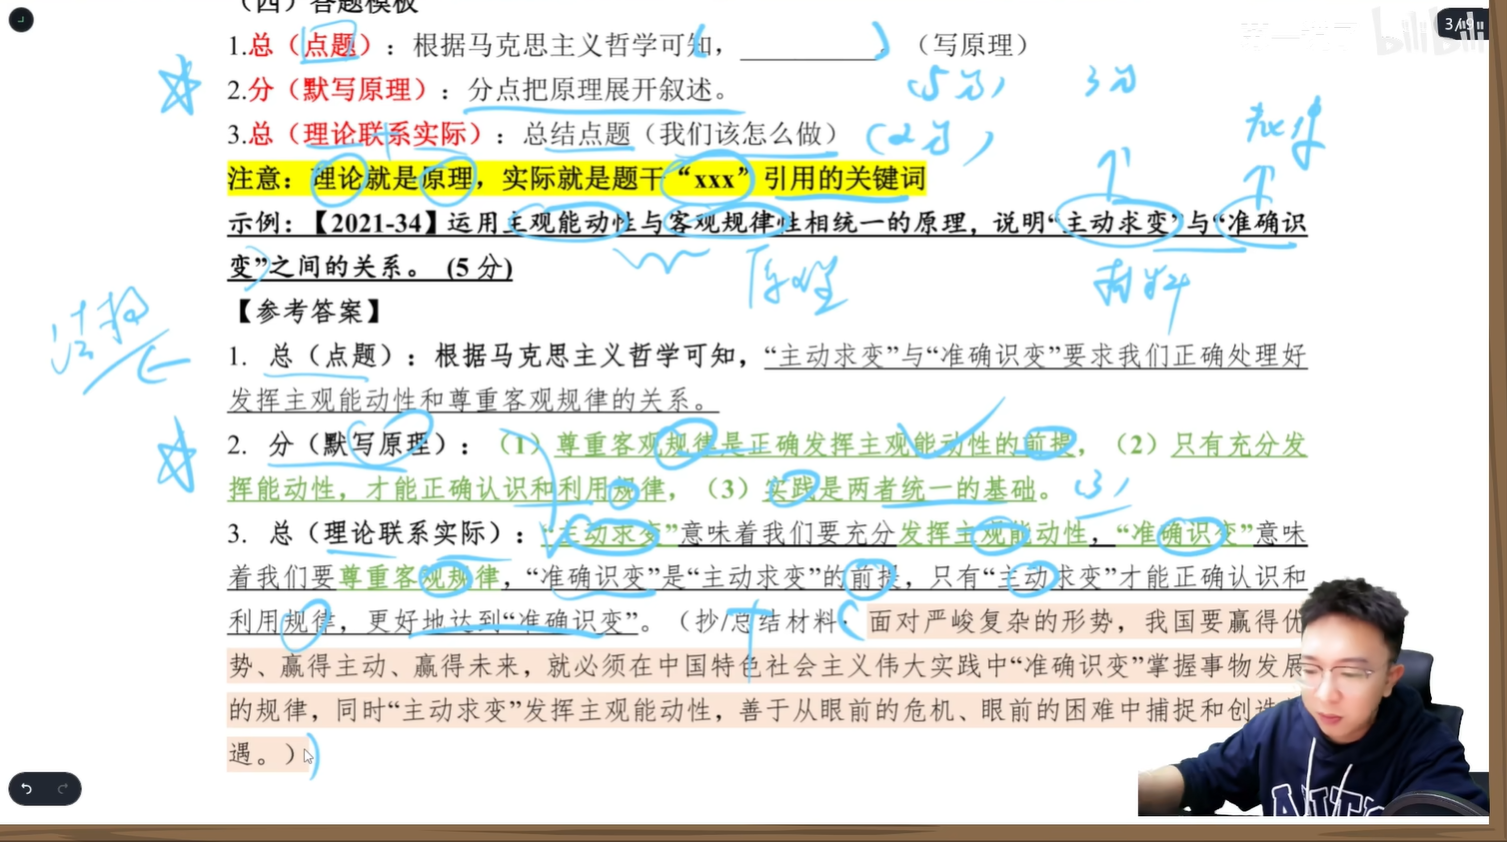 (四)答题模板
1.总（点题）：根据马克思主义哲学可知，__________。（写原理）
2.分（默写原理）：分点把原理展开叙述。
(5分) 3分
3.总（理论联系实际）：总结点题（我们该怎么做）
(2分)
注意：理论就是原理，实际就是题干“xxx”引用的关键词
示例：【2021-34】运用主观能动性与客观规律性相统一的原理，说明“主动求变”与“准确识
变”之间的关系。 (5 分)
原理
材料
【参考答案】
1. 总（点题）：根据马克思主义哲学可知，“主动求变”与“准确识变”要求我们正确处理好
发挥主观能动性和尊重客观规律的关系。
2. 分（默写原理）：（1）尊重客观规律是正确发挥主观能动性的前提，（2）只有充分发
挥能动性，才能正确认识和利用规律，（3）实践是两者统一的基础。
(3)
3. 总（理论联系实际）：“主动求变”意味着我们要充分发挥主观能动性，“准确识变”意味
着我们要尊重客观规律，“准确识变”是“主动求变”的前提，只有“主动求变”才能正确认识和
利用规律，更好地达到“准确识变”。（抄/总结材料：面对严峻复杂的形势，我国要赢得优
势、赢得主动、赢得未来，就必须在中国特色社会主义伟大实践中“准确识变”掌握事物发展
的规律，同时“主动求变”发挥主观能动性，善于从眼前的危机、眼前的困难中捕捉和创造
遇。）
bilibili